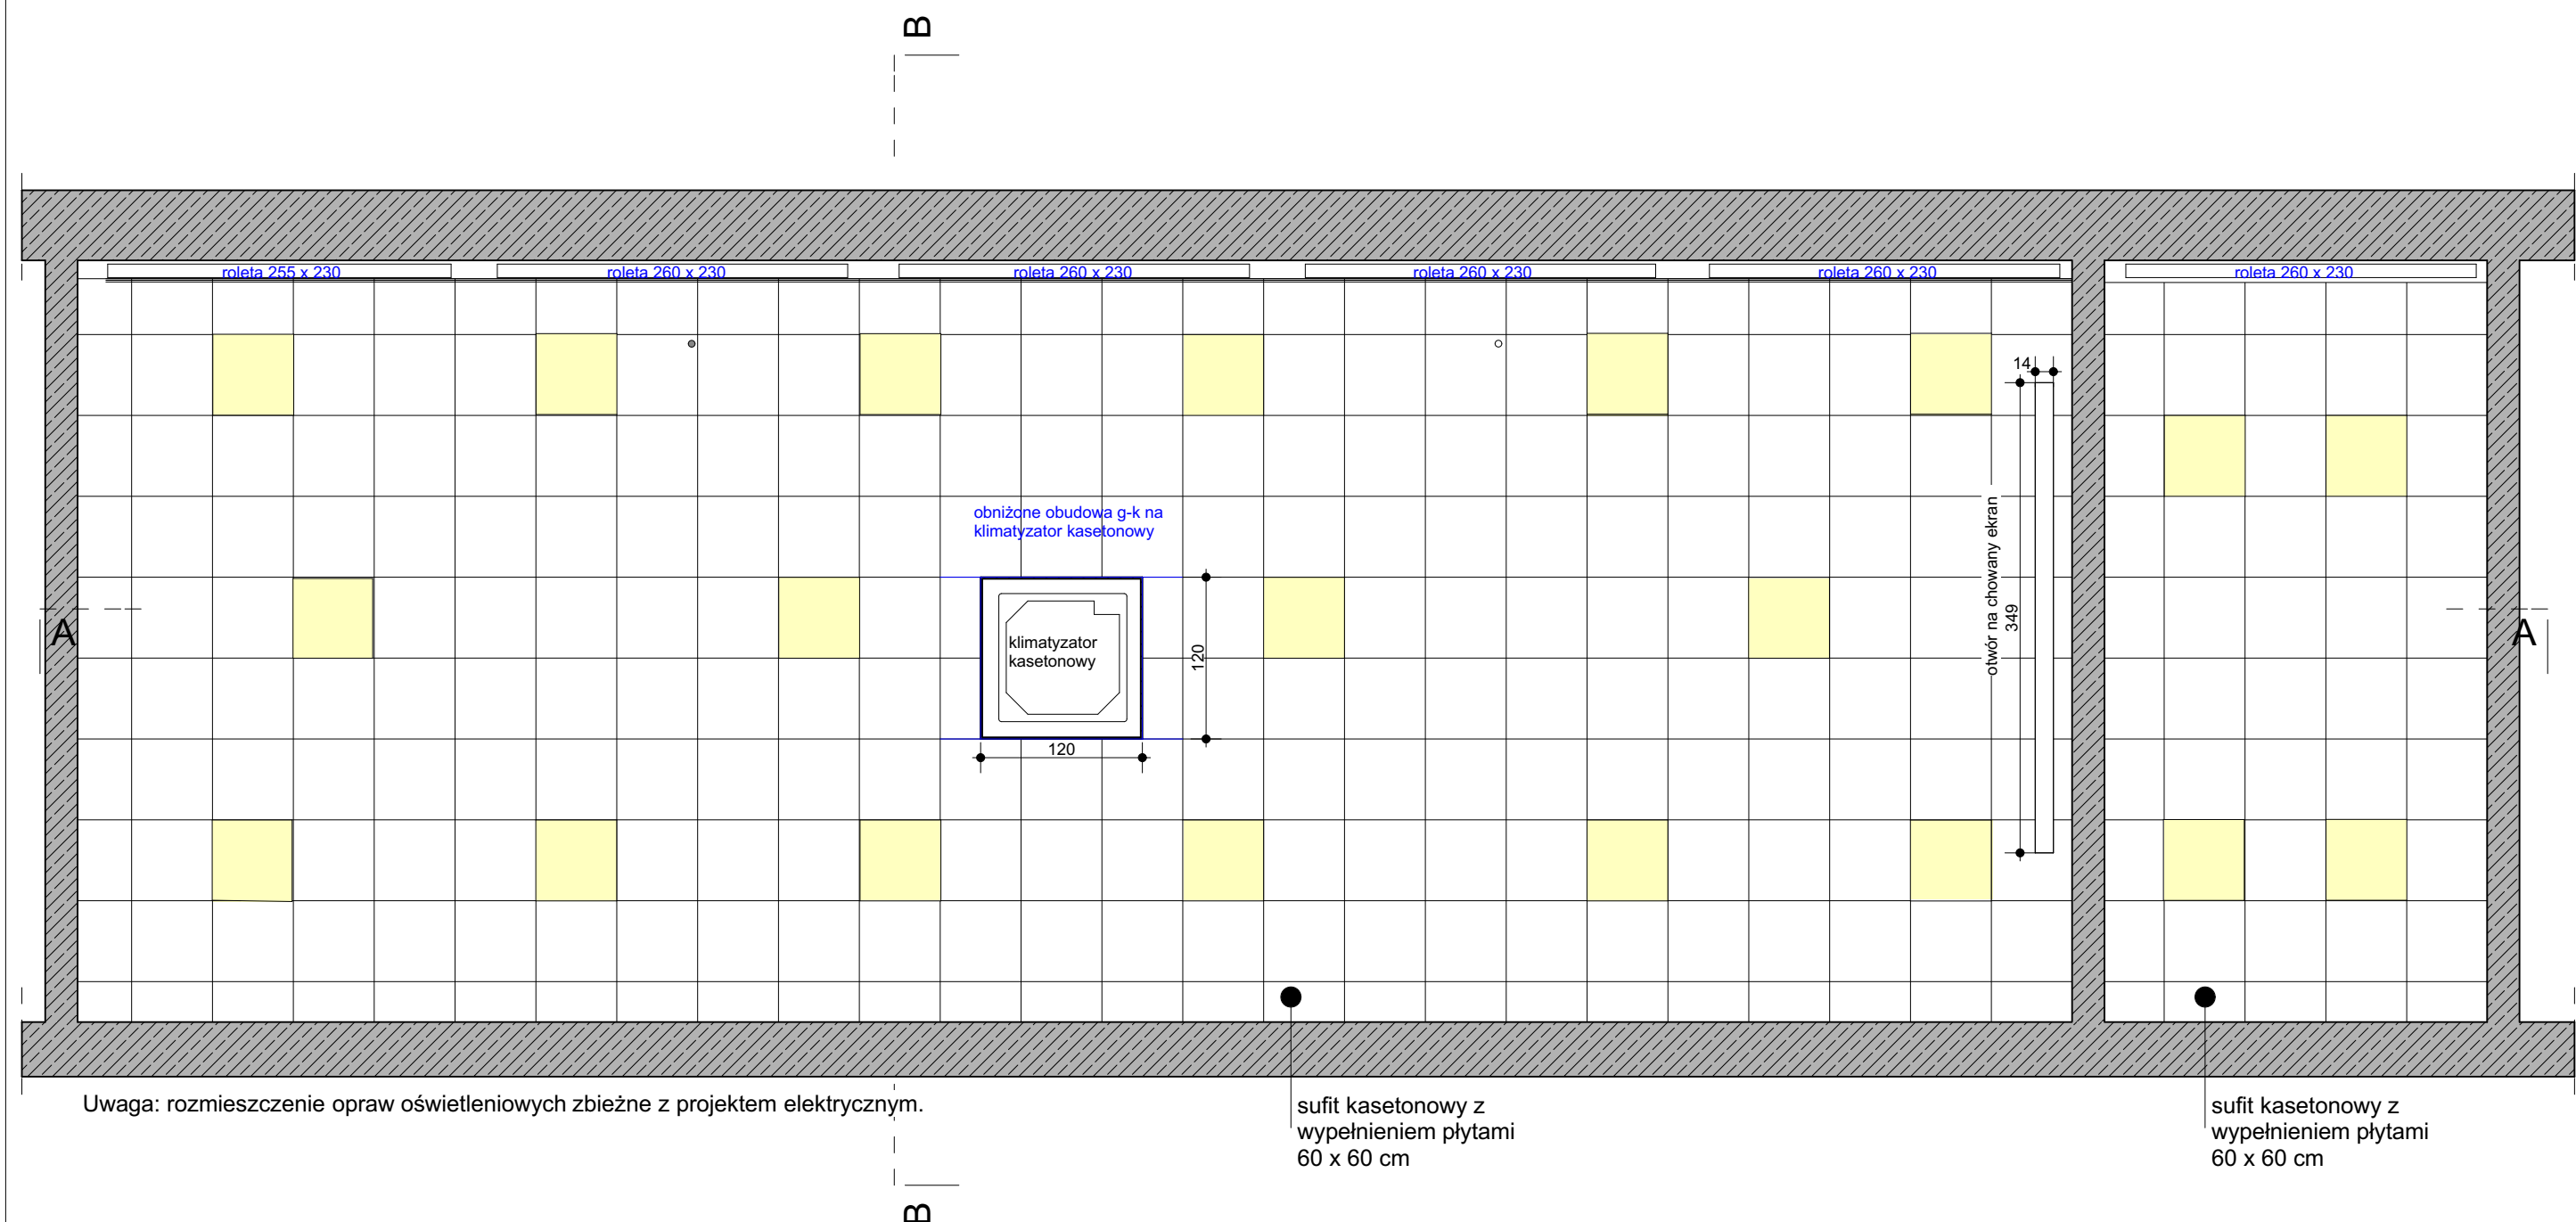 B
roleta 255 x 230
roleta 260 x 230
roleta 260 x 230
roleta 260 x 230
roleta 260 x 230
roleta 260 x 230
14
obniżone obudowa g-k na
klimatyzator kasetonowy
otwór na chowany ekran
349
A
klimatyzator
kasetonowy
120
120
A
Uwaga: rozmieszczenie opraw oświetleniowych zbieżne z projektem elektrycznym.
sufit kasetonowy z
wypełnieniem płytami
60 x 60 cm
sufit kasetonowy z
wypełnieniem płytami
60 x 60 cm
B